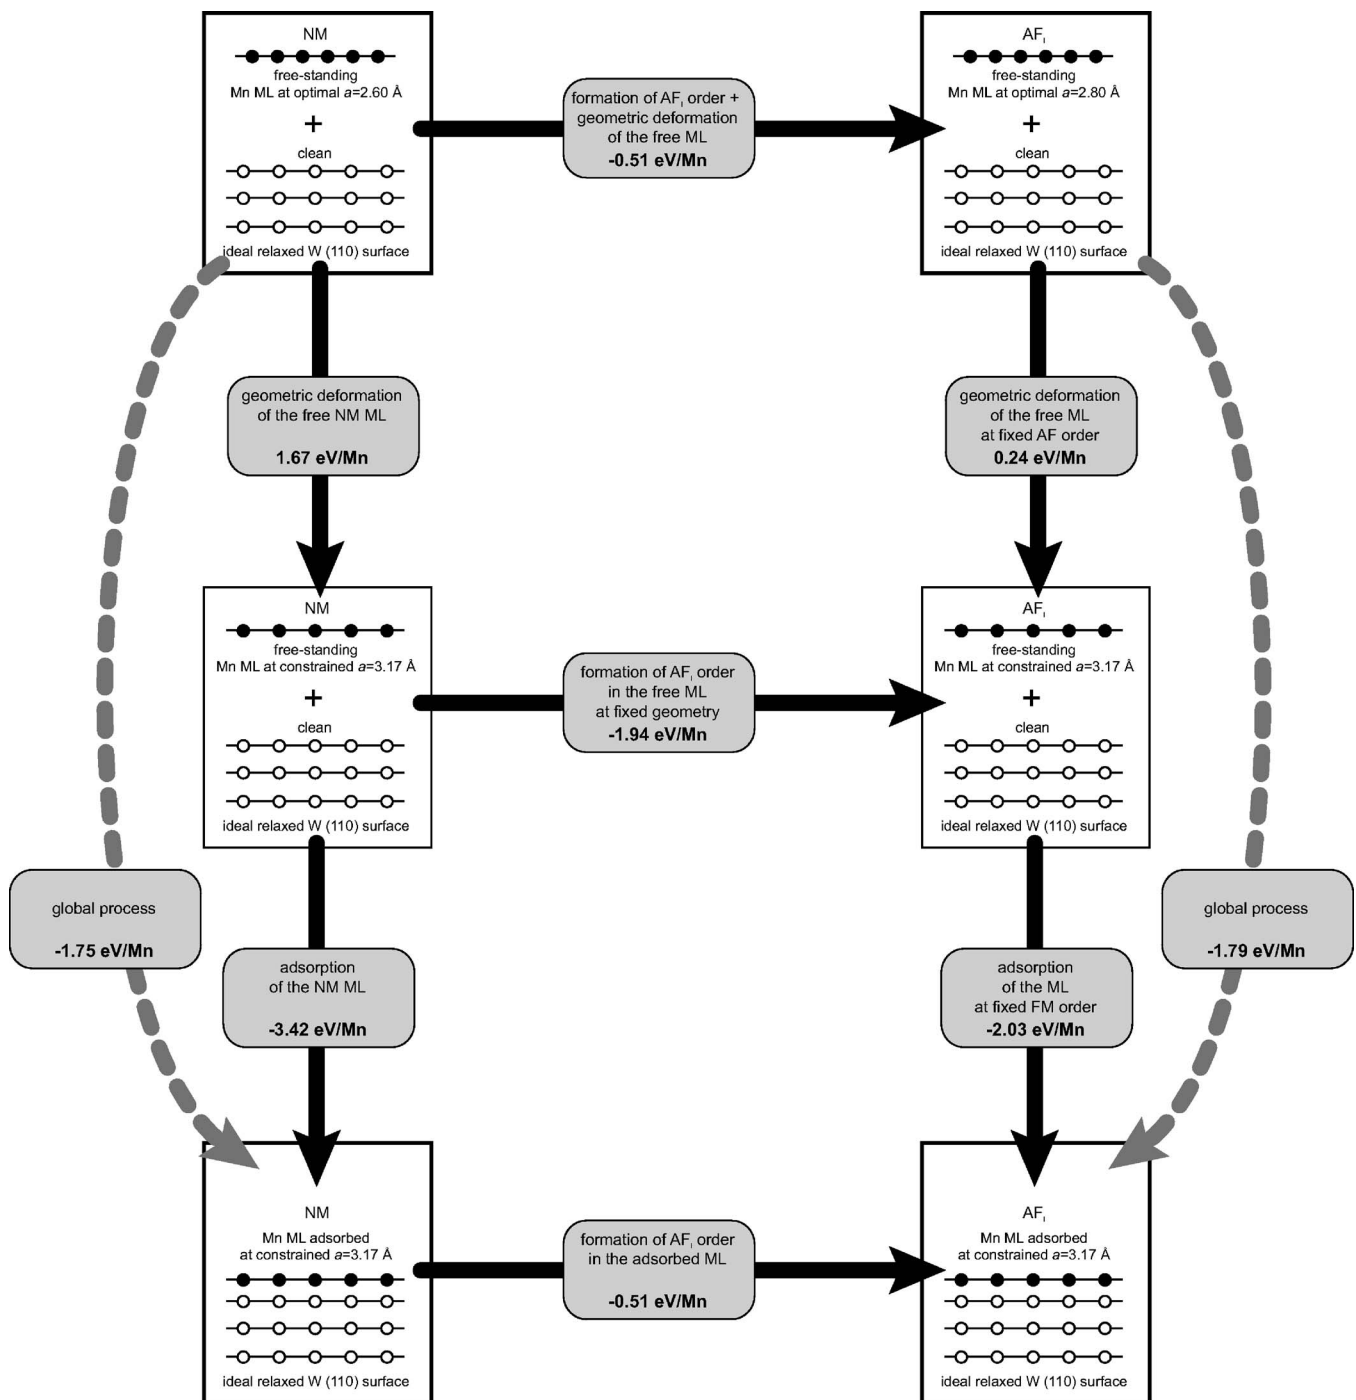 NM
free-standing
Mn ML at optimal a=2.60 Å
+
clean
ideal relaxed W (110) surface
formation of AFI order +
geometric deformation
of the free ML
-0.51 eV/Mn
AFI
free-standing
Mn ML at optimal a=2.80 Å
+
clean
ideal relaxed W (110) surface
geometric deformation
of the free NM ML
1.67 eV/Mn
geometric deformation
of the free ML
at fixed AF order
0.24 eV/Mn
NM
free-standing
Mn ML at constrained a=3.17 Å
+
clean
ideal relaxed W (110) surface
formation of AFI order
in the free ML
at fixed geometry
-1.94 eV/Mn
AFI
free-standing
Mn ML at constrained a=3.17 Å
+
clean
ideal relaxed W (110) surface
global process
-1.75 eV/Mn
adsorption
of the NM ML
-3.42 eV/Mn
adsorption
of the ML
at fixed FM order
-2.03 eV/Mn
global process
-1.79 eV/Mn
NM
Mn ML adsorbed
at constrained a=3.17 Å
ideal relaxed W (110) surface
formation of AFI order
in the adsorbed ML
-0.51 eV/Mn
AFI
Mn ML adsorbed
at constrained a=3.17 Å
ideal relaxed W (110) surface